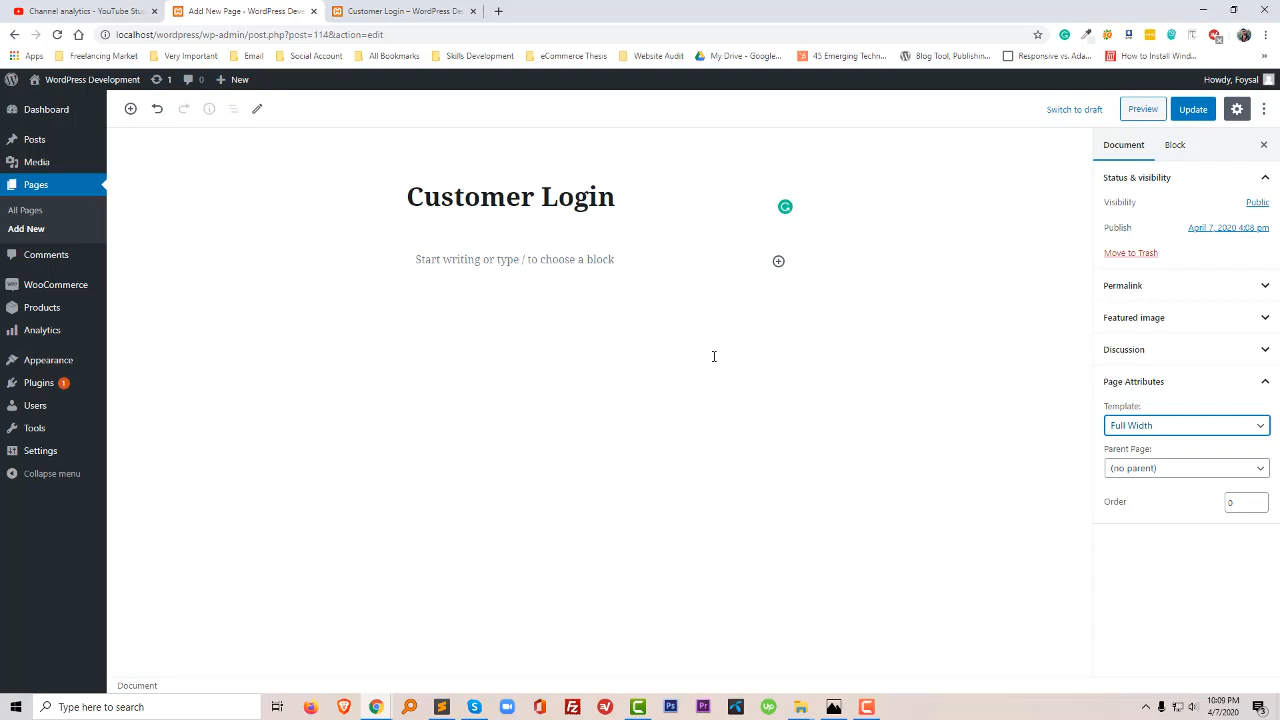 Channel analytics - YouTube Stu
Add New Page ‹ WordPress Deve
Customer Login – WordPress De
localhost/wordpress/wp-admin/post.php?post=114&action=edit
Apps
Freelancing Market
Very Important
Email
Social Account
All Bookmarks
Skills Development
eCommerce Thesis
Website Audit
My Drive - Google...
45 Emerging Techn...
Blog Tool, Publishin...
Responsive vs. Ada...
How to Install Wind...
WordPress Development
1
0
New
Howdy, Foysal
Dashboard
Posts
Media
Pages
All Pages
Add New
Comments
WooCommerce
Products
Analytics
Appearance
Plugins 1
Users
Tools
Settings
Collapse menu
Switch to draft
Preview
Update
Customer Login
Start writing or type / to choose a block
Document
Block
Status & visibility
Visibility
Public
Publish
April 7, 2020 4:08 pm
Move to Trash
Permalink
Featured image
Discussion
Page Attributes
Template:
Full Width
Parent Page:
(no parent)
Order
0
Document
Type here to search
10:09 PM
4/7/2020